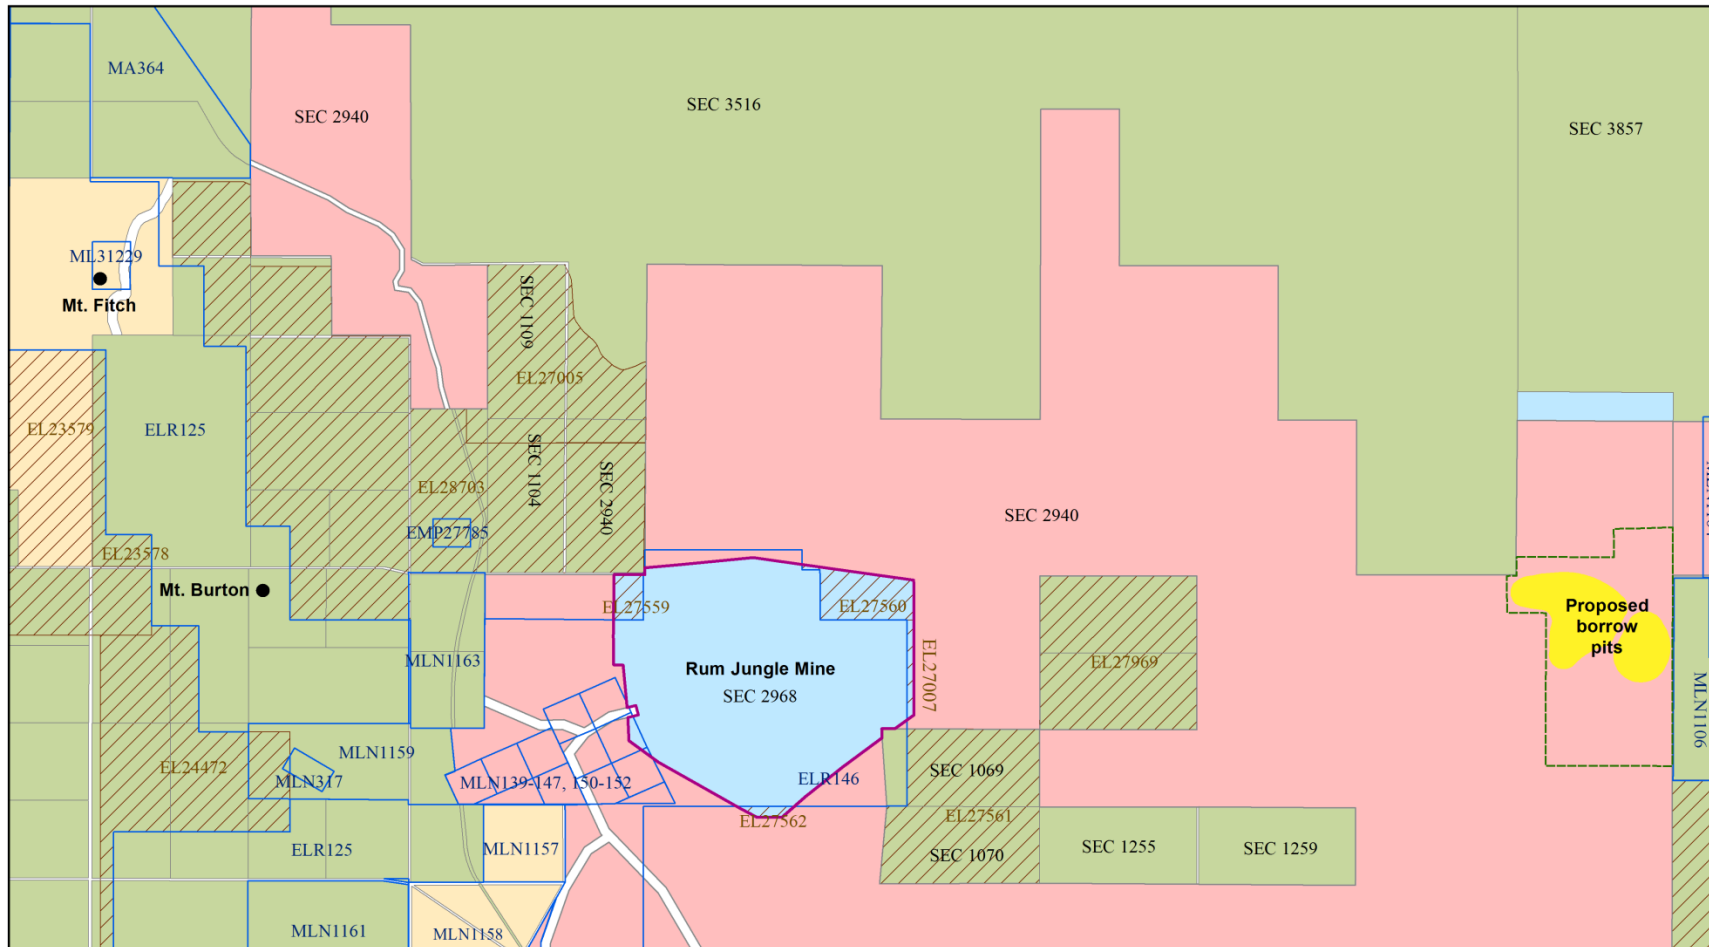 MA364
SEC 2940
SEC 3516
SEC 3857
ML31229
Mt. Fitch
SEC 1109
EL27005
EL23579
ELR125
SEC 1104
SEC 2940
EL28703
EMP27785
SEC 2940
EL23578
Mt. Burton
EL27559
EL27560
EL27007
Proposed
borrow
pits
MLN1163
Rum Jungle Mine
SEC 2968
EL27969
MLN1106
MLN1159
EL24472
MLN317
MLN139-147, 150-152
ELR146
SEC 1069
EL27562
EL27561
ELR125
MLN1157
SEC 1070
SEC 1255
SEC 1259
MLN1161
MLN1158